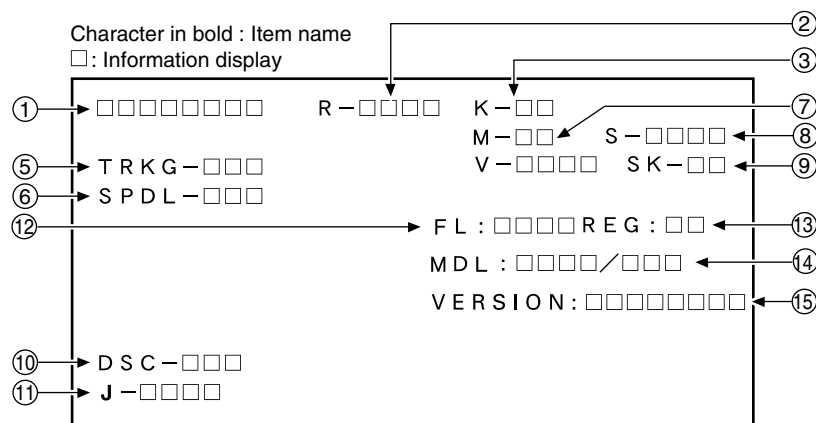 Character in bold : Item name
□ : Information display
② 
③
① □□□□□□□□ R－□□□□ K－□□
⑦
M－□□ S－□□□□ ⑧
⑤ TRKG－□□□ V－□□□□ SK－□□ ⑨
⑥ SPDL－□□□
⑫ FL：□□□□REG：□□ ⑬
MDL：□□□□／□□□ ⑭
VERSION：□□□□□□□□ ⑮
⑩ DSC－□□□
⑪ J－□□□□